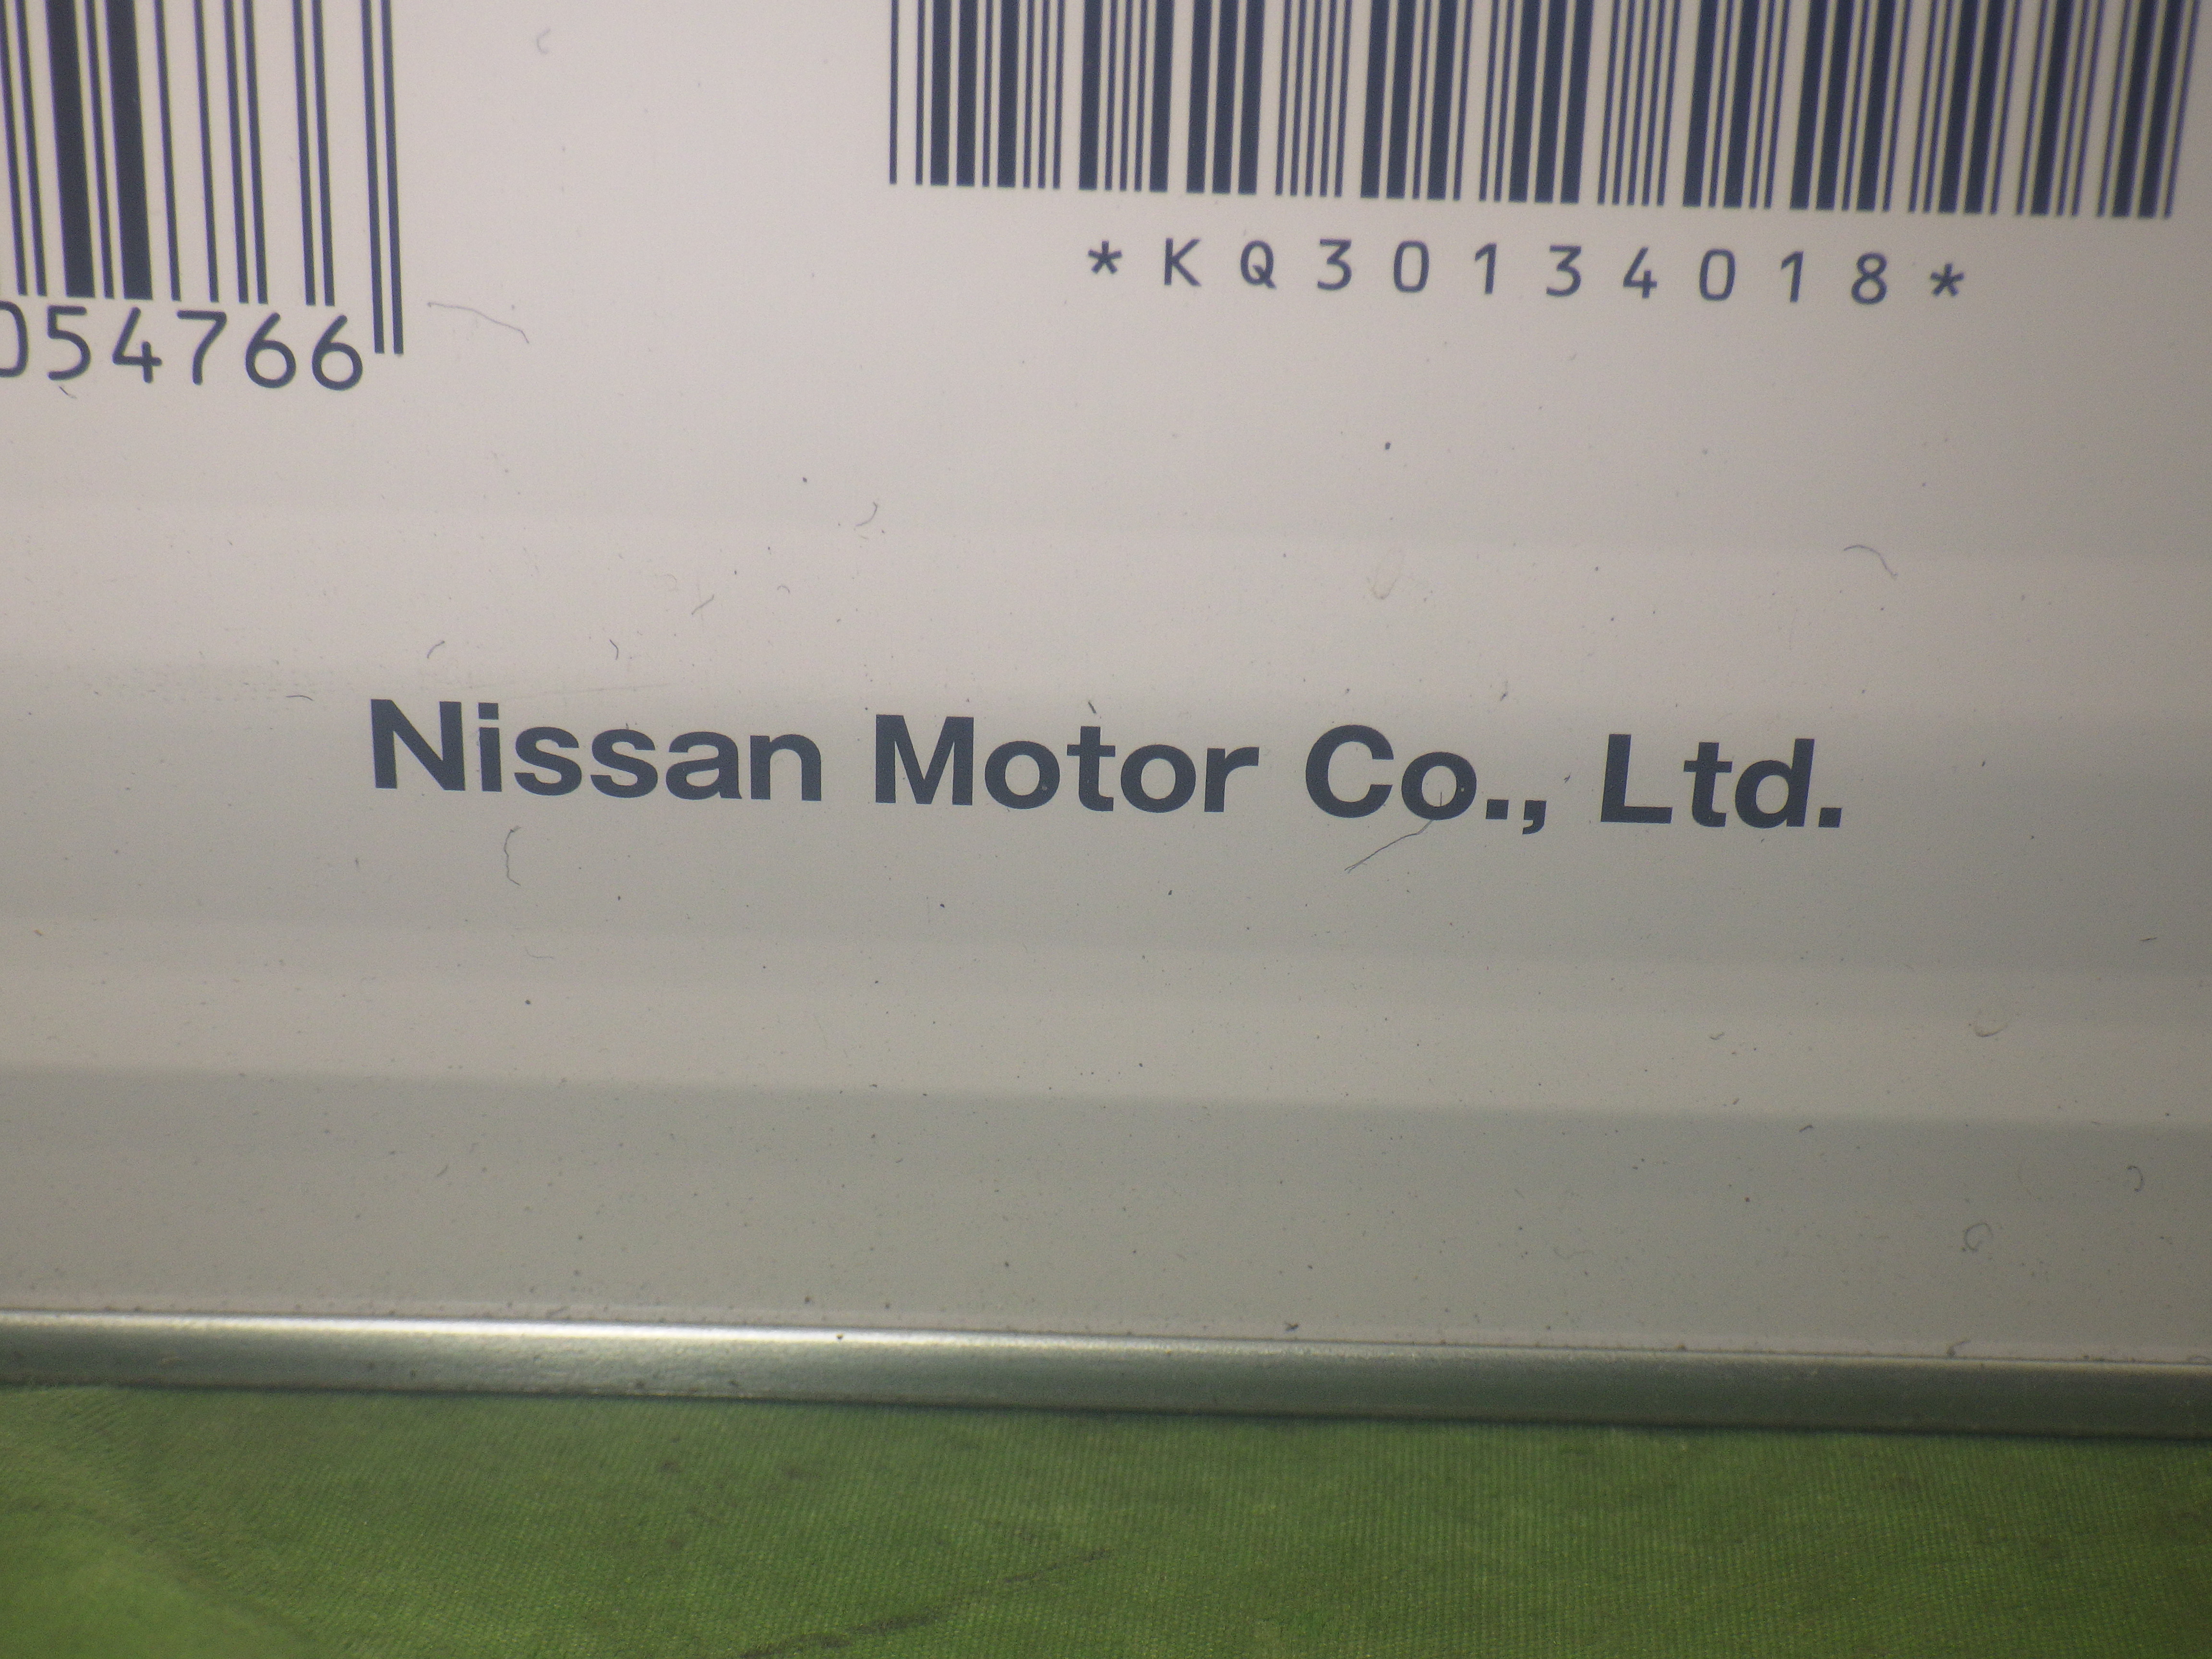 *KQ30134018*
054766
Nissan Motor Co., Ltd.